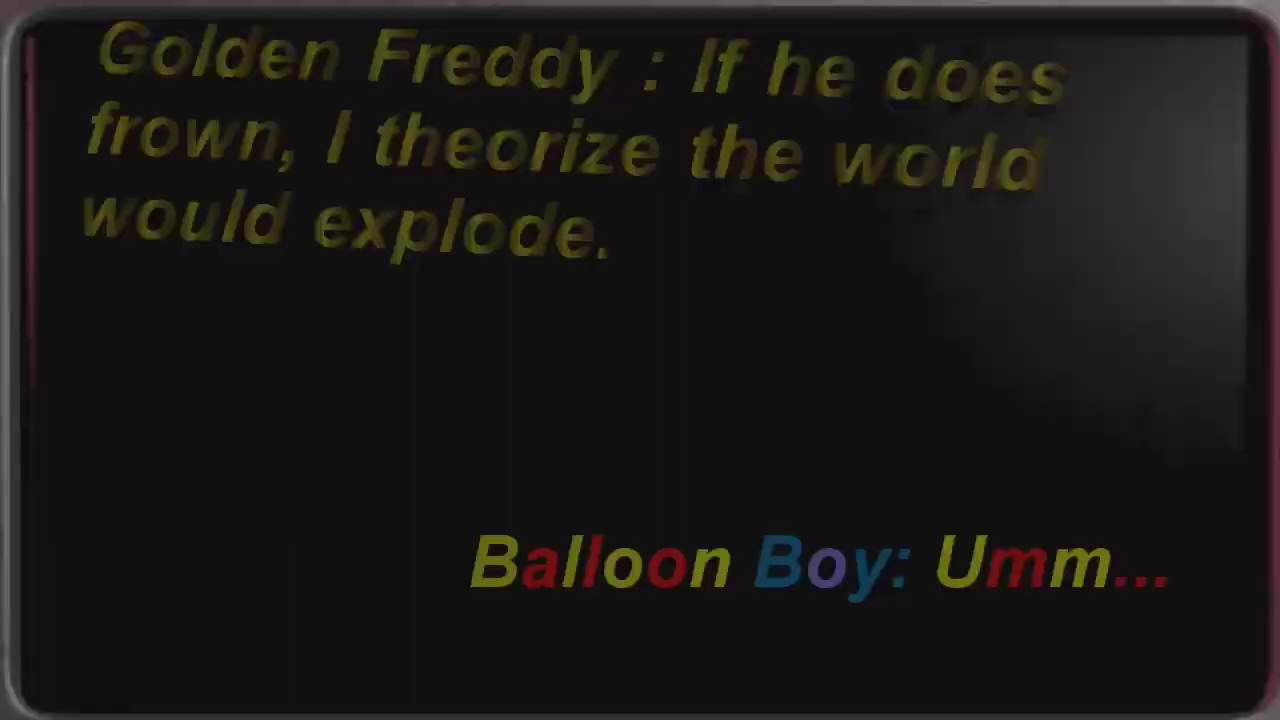 Golden Freddy : If he does
frown, I theorize the world
would explode.
Balloon Boy: Umm...